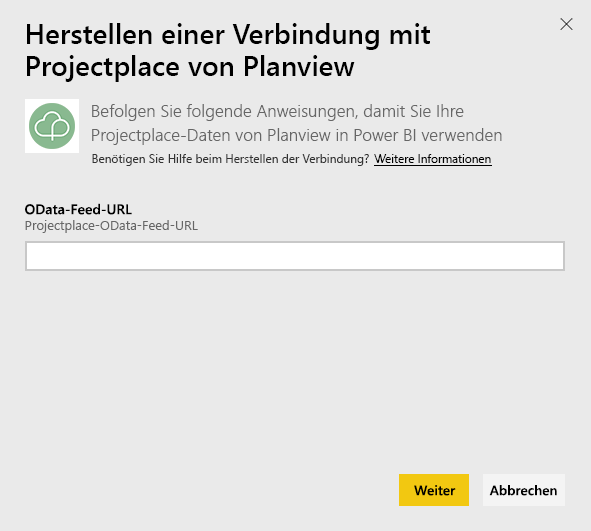 Herstellen einer Verbindung mit
Projectplace von Planview
Befolgen Sie folgende Anweisungen, damit Sie Ihre
Projectplace-Daten von Planview in Power BI verwenden
Benötigen Sie Hilfe beim Herstellen der Verbindung? Weitere Informationen
OData-Feed-URL
Projectplace-OData-Feed-URL
Weiter Abbrechen